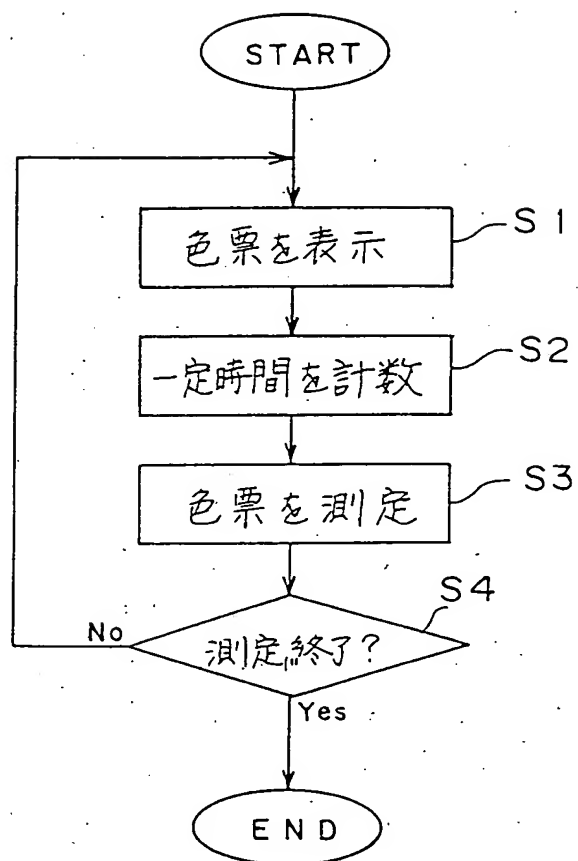 START
色票を表示
S1
一定時間を計数
S2
色票を測定
S3
S4
測定終了?
No
Yes
END